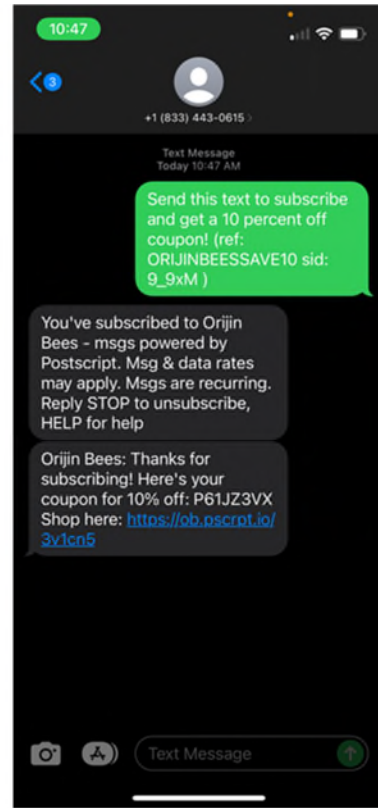 10:47
3
+1 (833) 443-0615 >
Text Message
Today 10:47 AM
Send this text to subscribe
and get a 10 percent off
coupon! (ref:
ORIJINBEESSAVE10 sid:
9_9xM )
You've subscribed to Orijin
Bees - msgs powered by
Postscript. Msg & data rates
may apply. Msgs are recurring.
Reply STOP to unsubscribe,
HELP for help
Orijin Bees: Thanks for
subscribing! Here's your
coupon for 10% off: P61JZ3VX
Shop here: https://ob.pscrpt.io/
3v1cn5
Text Message